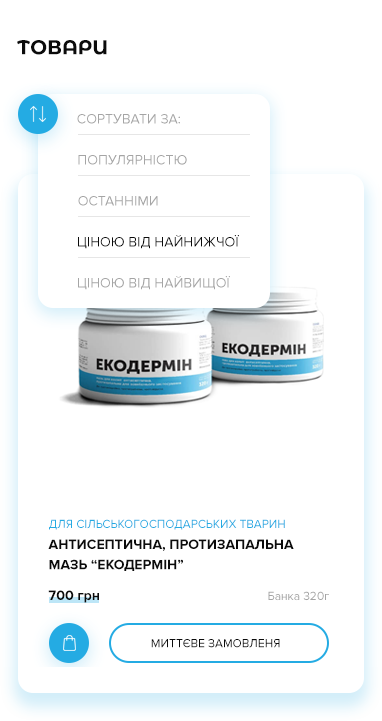 ТОВАРИ
СОРТУВАТИ ЗА:
ПОПУЛЯРНІСТЮ
ОСТАННІМИ
ЦІНОЮ ВІД НАЙНИЖЧОЇ
ЦІНОЮ ВІД НАЙВИЩОЇ
ЕКОДЕРМІН
ЕКОДЕРМІН
ДЛЯ СІЛЬСЬКОГОСПОДАРСЬКИХ ТВАРИН
АНТИСЕПТИЧНА, ПРОТИЗАПАЛЬНА
МАЗЬ “ЕКОДЕРМІН”
700 грн
Банка 320г
МИТТЄВЕ ЗАМОВЛЕНЯ